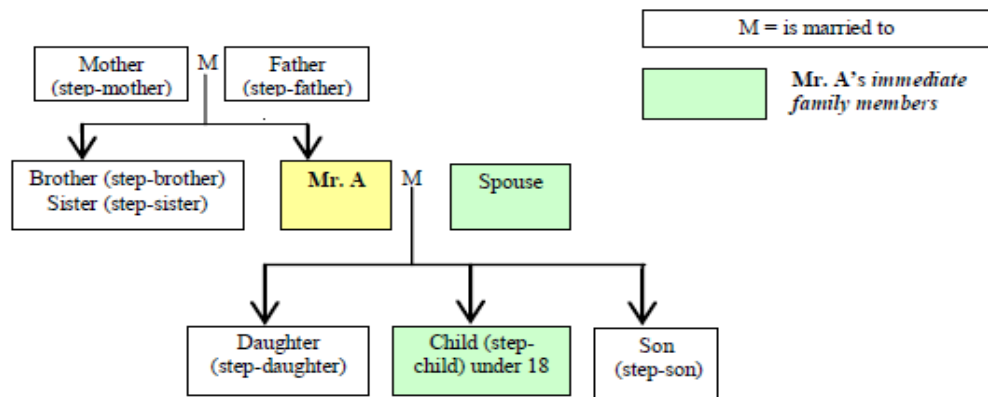 M = is married to
Mother
(step-mother)
M
Father
(step-father)
Mr. A's immediate
family members
Brother (step-brother)
Sister (step-sister)
Mr. A
M
Spouse
Daughter
(step-daughter)
Child (step-
child) under 18
Son
(step-son)